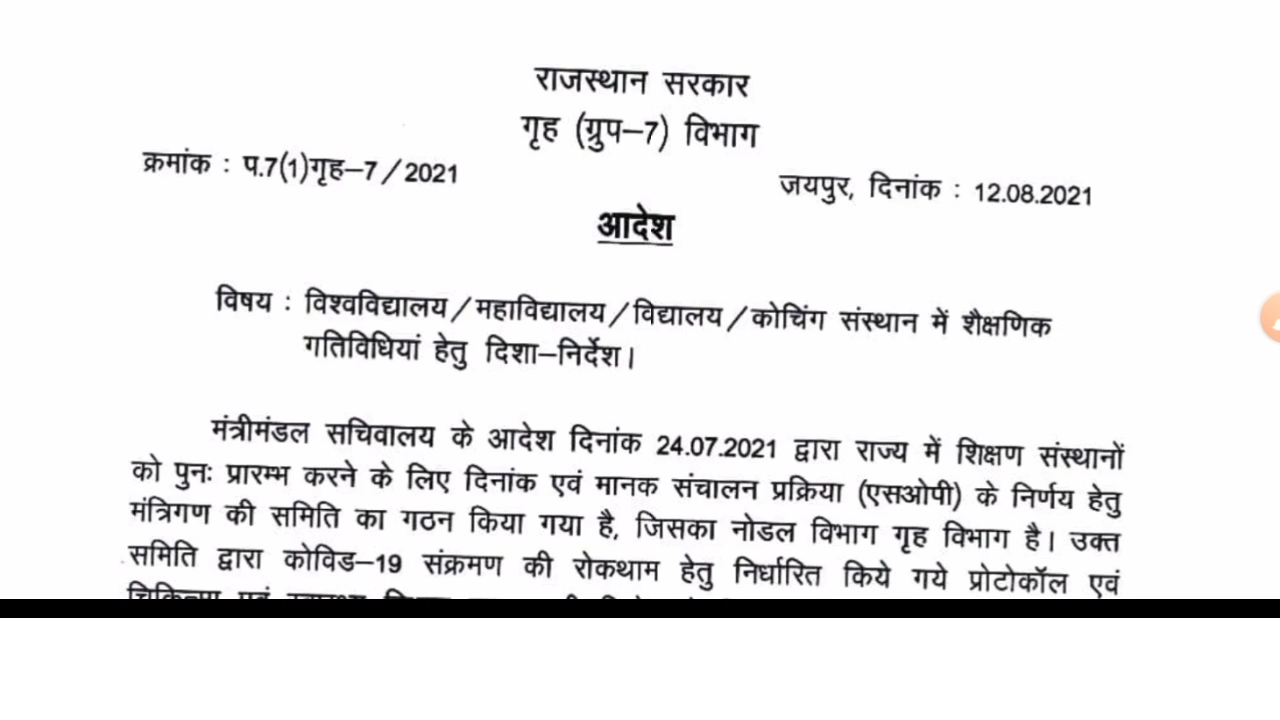 राजस्थान सरकार
गृह (ग्रुप–7) विभाग
क्रमांक : प.7(1)गृह–7/2021
जयपुर, दिनांक : 12.08.2021
आदेश
विषय : विश्वविद्यालय/महाविद्यालय/विद्यालय/कोचिंग संस्थान में शैक्षणिक
गतिविधियां हेतु दिशा–निर्देश।
मंत्रीमंडल सचिवालय के आदेश दिनांक 24.07.2021 द्वारा राज्य में शिक्षण संस्थानों
को पुनः प्रारम्भ करने के लिए दिनांक एवं मानक संचालन प्रक्रिया (एसओपी) के निर्णय हेतु
मंत्रिगण की समिति का गठन किया गया है, जिसका नोडल विभाग गृह विभाग है। उक्त
समिति द्वारा कोविड–19 संक्रमण की रोकथाम हेतु निर्धारित किये गये प्रोटोकॉल एवं